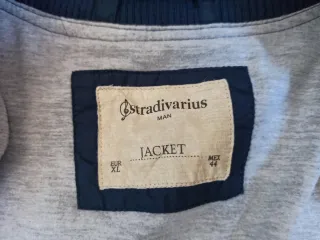 stradivarius
MAN
JACKET
EUR MEX
XL 44